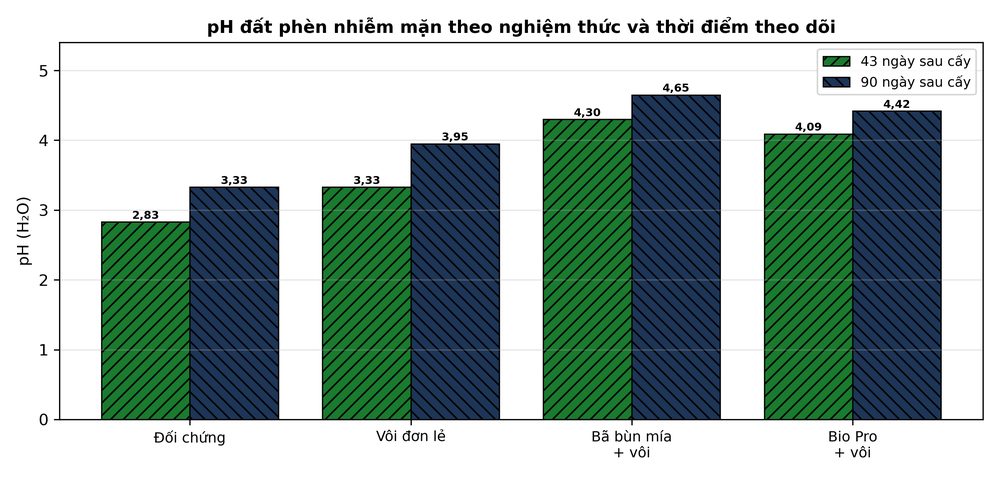 pH đất phèn nhiễm mặn theo nghiệm thức và thời điểm theo dõi
43 ngày sau cấy
90 ngày sau cấy
pH (H₂O)
5
4
3
2
1
0
2,83
3,33
3,33
3,95
4,30
4,65
4,09
4,42
Đối chứng
Vôi đơn lẻ
Bã bùn mía
+ vôi
Bio Pro
+ vôi